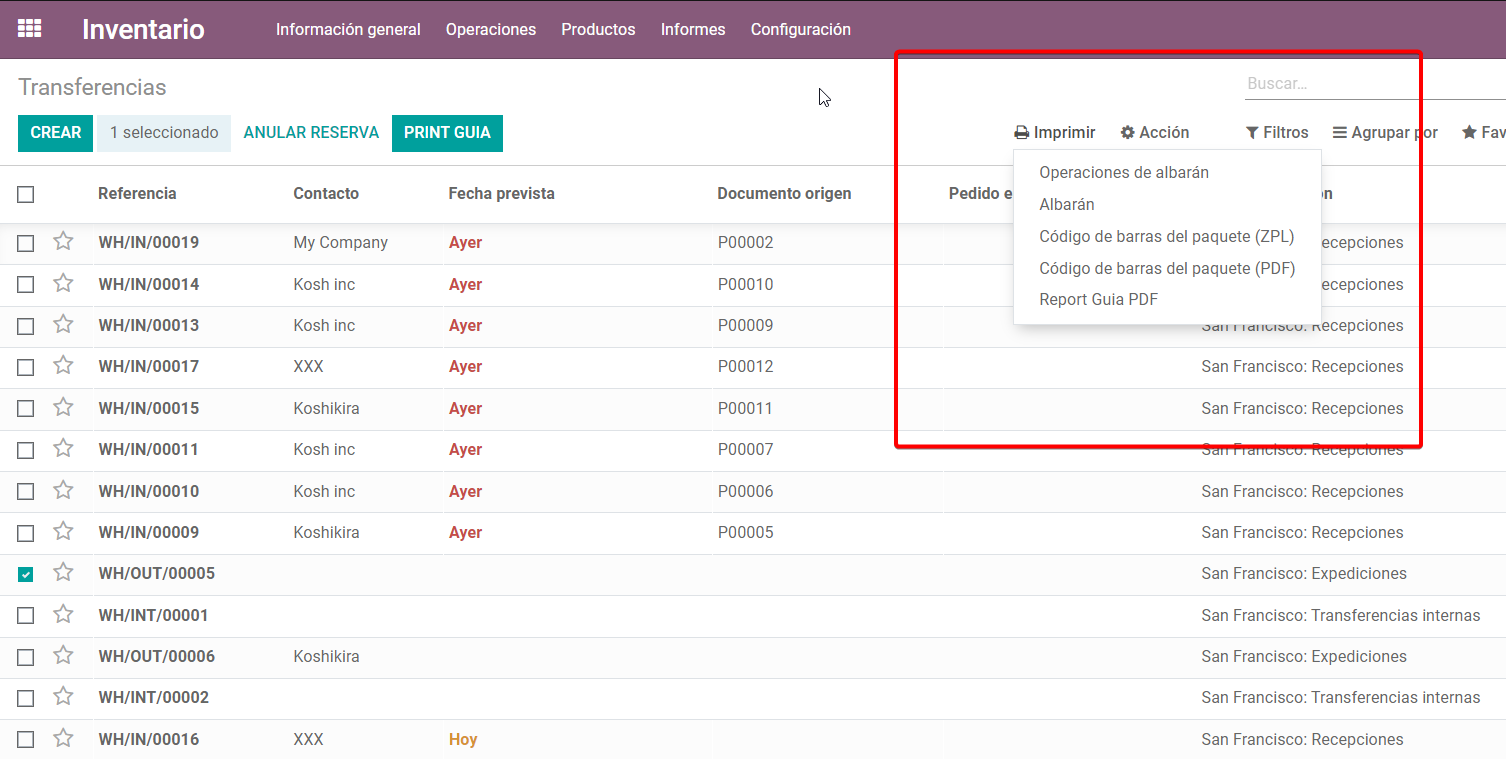 Inventario Información general Operaciones Productos Informes Configuración
Transferencias Buscar...
CREAR 1 seleccionado ANULAR RESERVA PRINT GUIA Imprimir Acción Filtros Agrupar por Fav
Referencia Contacto Fecha prevista Documento origen Pedido e
Operaciones de albarán
Albarán
Código de barras del paquete (ZPL)
Código de barras del paquete (PDF)
Report Guia PDF
WH/IN/00019 My Company Ayer P00002 ecepciones
WH/IN/00014 Kosh inc Ayer P00010 ecepciones
WH/IN/00013 Kosh inc Ayer P00009 San Francisco: Recepciones
WH/IN/00017 XXX Ayer P00012 San Francisco: Recepciones
WH/IN/00015 Koshikira Ayer P00011 San Francisco: Recepciones
WH/IN/00011 Kosh inc Ayer P00007 San Francisco: Recepciones
WH/IN/00010 Kosh inc Ayer P00006 San Francisco: Recepciones
WH/IN/00009 Koshikira Ayer P00005 San Francisco: Recepciones
WH/OUT/00005 San Francisco: Expediciones
WH/INT/00001 San Francisco: Transferencias internas
WH/OUT/00006 Koshikira San Francisco: Expediciones
WH/INT/00002 San Francisco: Transferencias internas
WH/IN/00016 XXX Hoy San Francisco: Recepciones